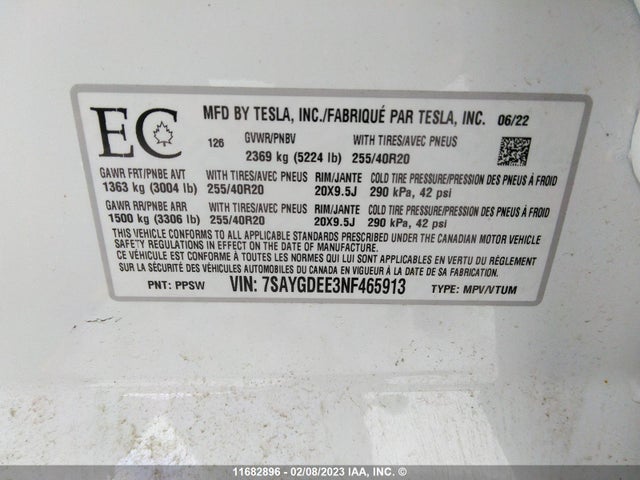 EC
MFD BY TESLA, INC./FABRIQUÉ PAR TESLA, INC. 06/22
126 GVWR/PNBV WITH TIRES/AVEC PNEUS
2369 kg (5224 lb) 255/40R20
GAWR FRT/PNBE AVT WITH TIRES/AVEC PNEUS RIM/JANTE COLD TIRE PRESSURE/PRESSION DES PNEUS À FROID
1363 kg (3004 lb) 255/40R20 20X9.5J 290 kPa, 42 psi
GAWR RR/PNBE ARR WITH TIRES/AVEC PNEUS RIM/JANTE COLD TIRE PRESSURE/PRESSION DES PNEUS À FROID
1500 kg (3306 lb) 255/40R20 20X9.5J 290 kPa, 42 psi
THIS VEHICLE CONFORMS TO ALL APPLICABLE STANDARDS PRESCRIBED UNDER THE CANADIAN MOTOR VEHICLE
SAFETY REGULATIONS IN EFFECT ON THE DATE OF MANUFACTURE.
CE VÉHICULE EST CONFORME À TOUTES LES NORMES QUI LUI SONT APPLICABLES EN VERTU DU RÉGLEMENT
SUR LA SÉCURITÉ DES VÉHICULES AUTOMOBILES DU CANADA EN VIGUEUR À LA DATE DE SA FABRICATION.
PNT: PPSW VIN: 7SAYGDEE3NF465913 TYPE: MPV/VTUM
11682896 - 02/08/2023 IAA, INC. ©